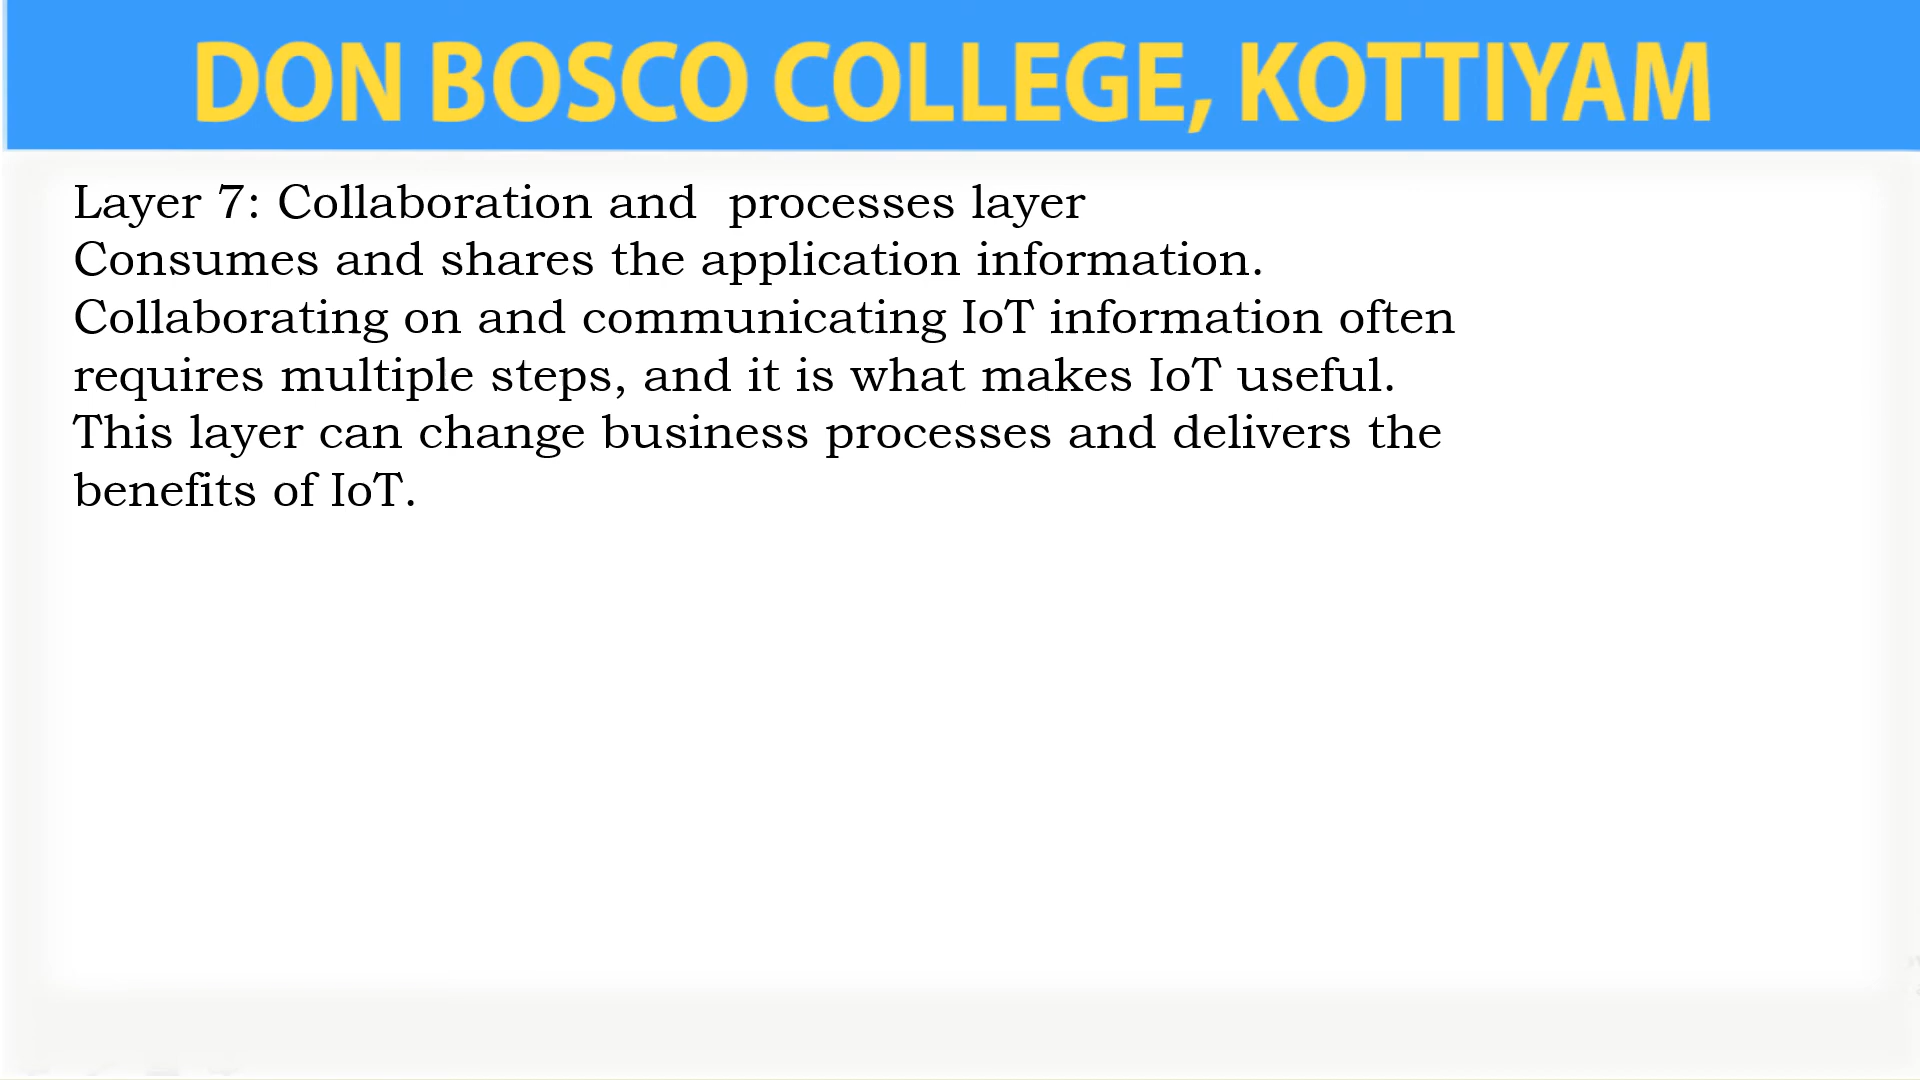 DON BOSCO COLLEGE, KOTTIYAM
Layer 7: Collaboration and  processes layer
Consumes and shares the application information.
Collaborating on and communicating IoT information often
requires multiple steps, and it is what makes IoT useful.
This layer can change business processes and delivers the
benefits of IoT.